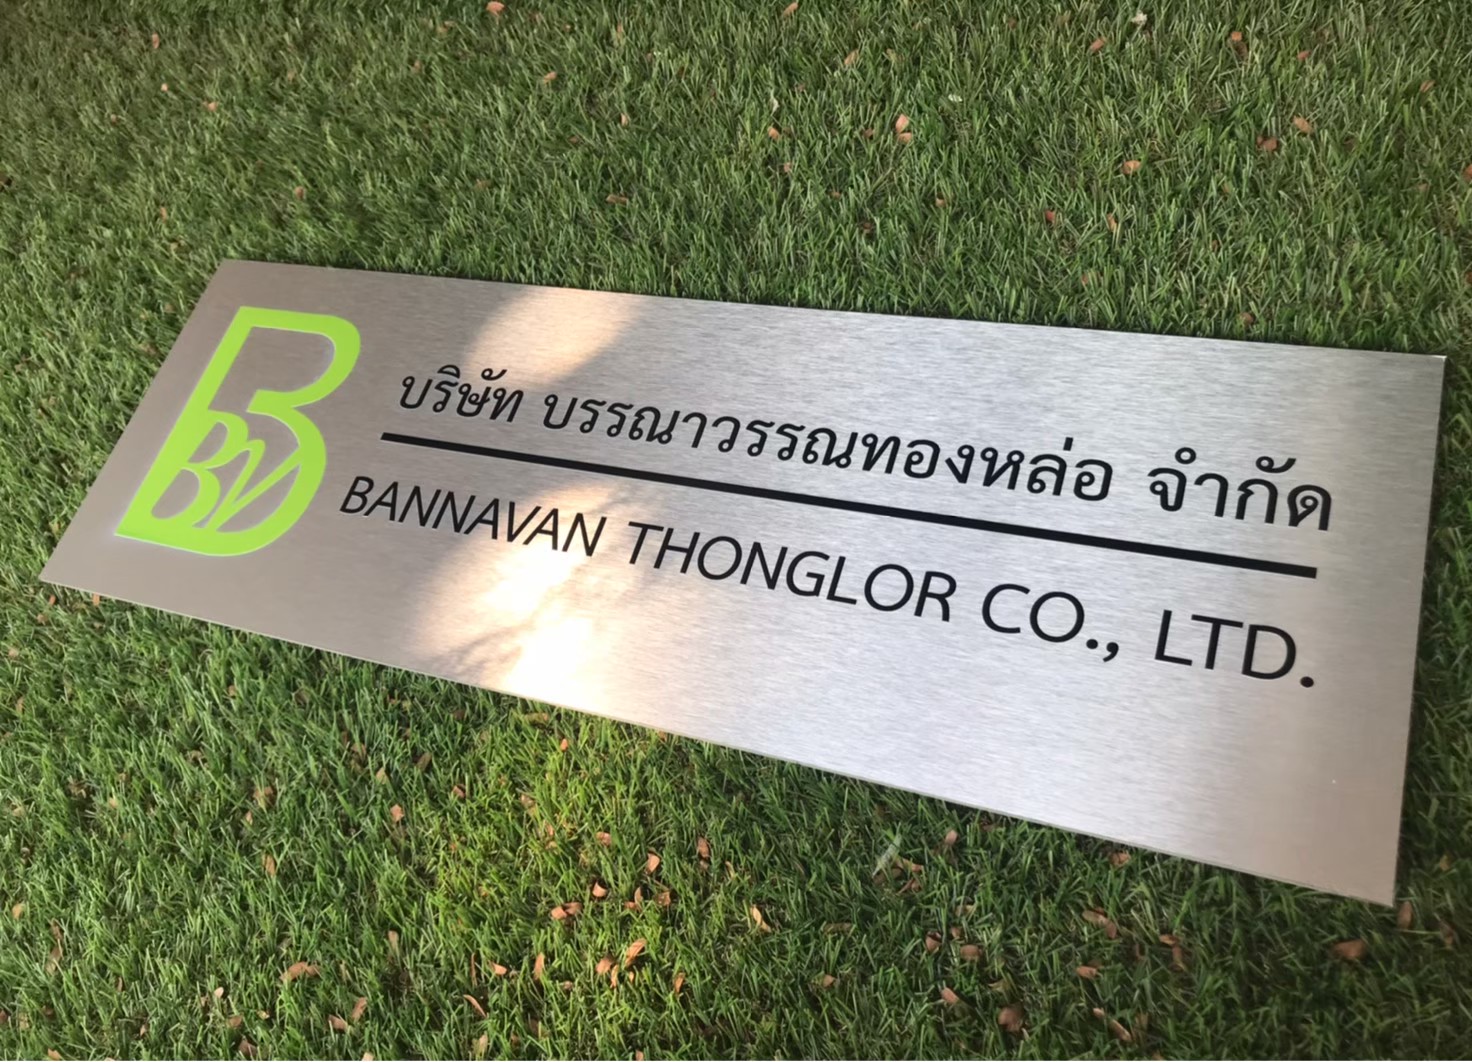 บริษัท บรรณาวรรณทองหล่อ จำกัด
BANNAVAN THONGLOR CO., LTD.